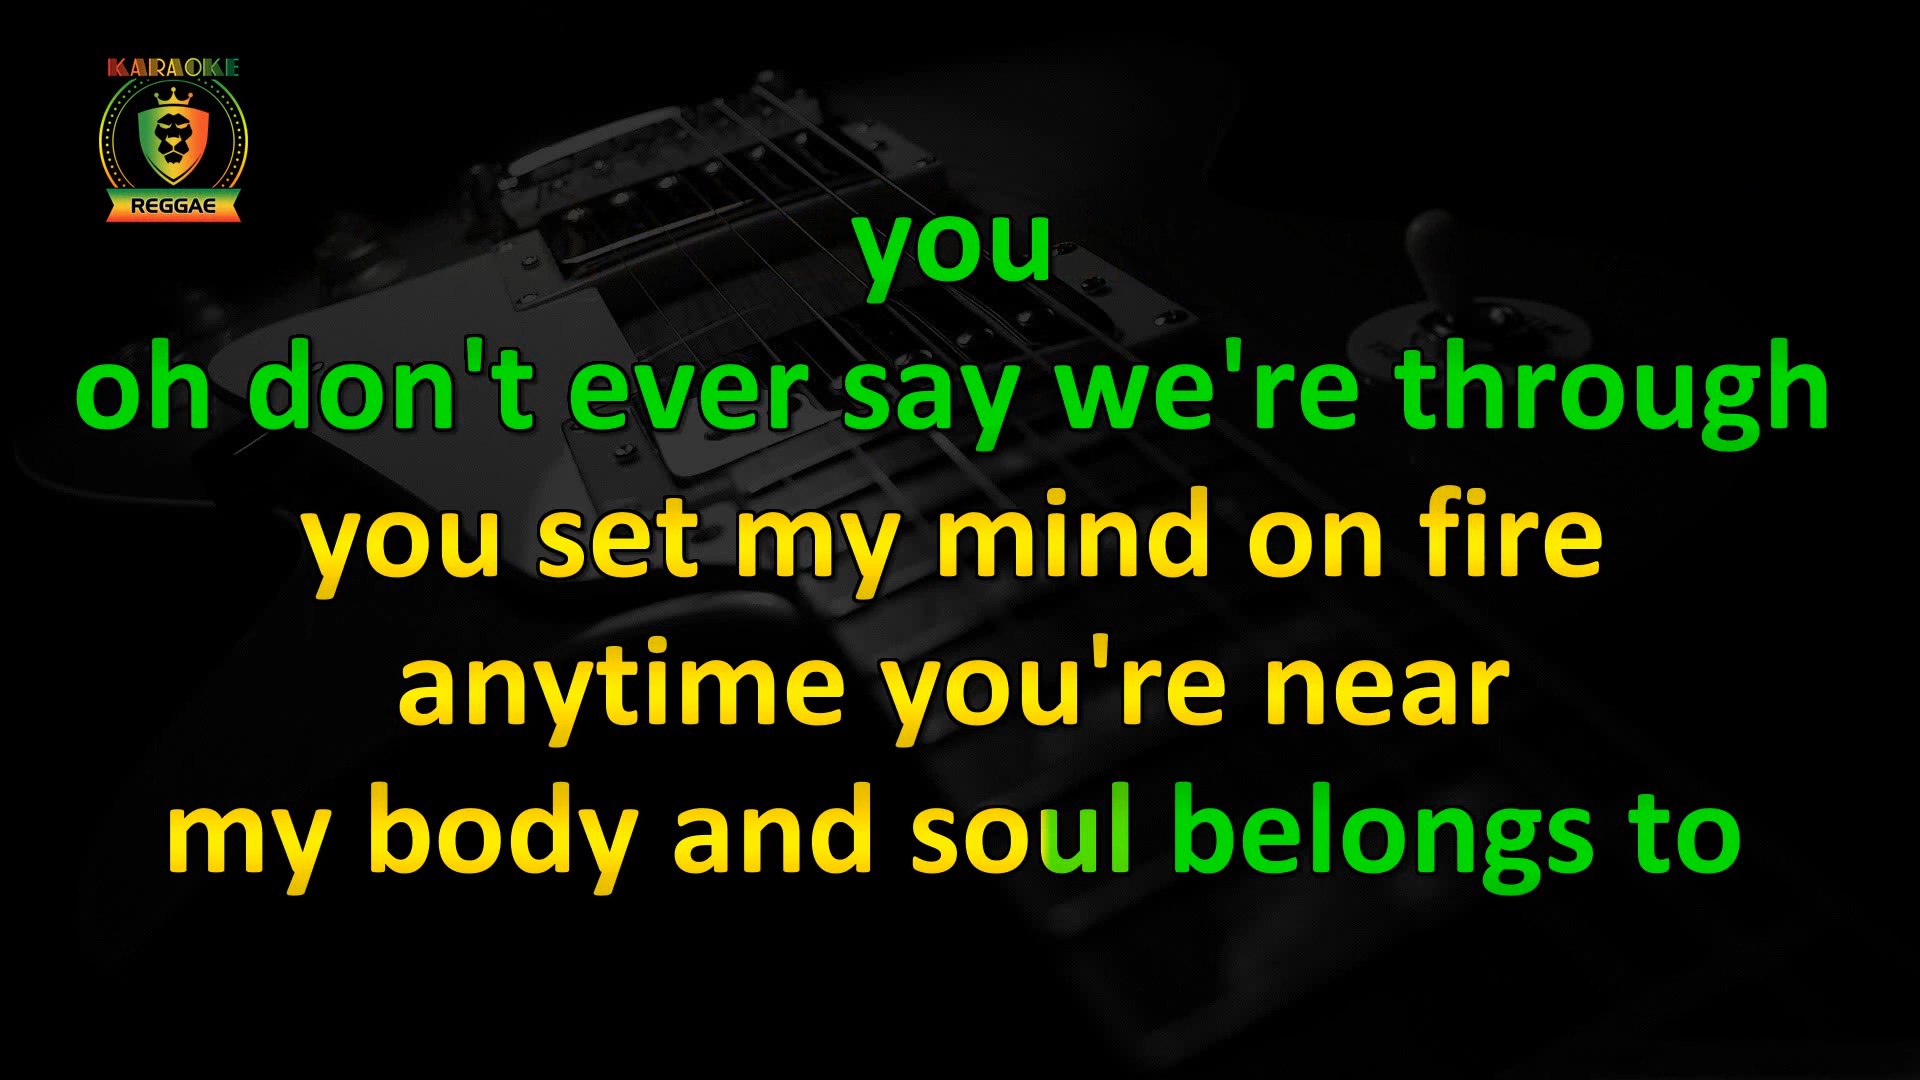 KARAOKE
REGGAE
you
oh don't ever say we're through
you set my mind on fire
anytime you're near
my body and soul belongs to